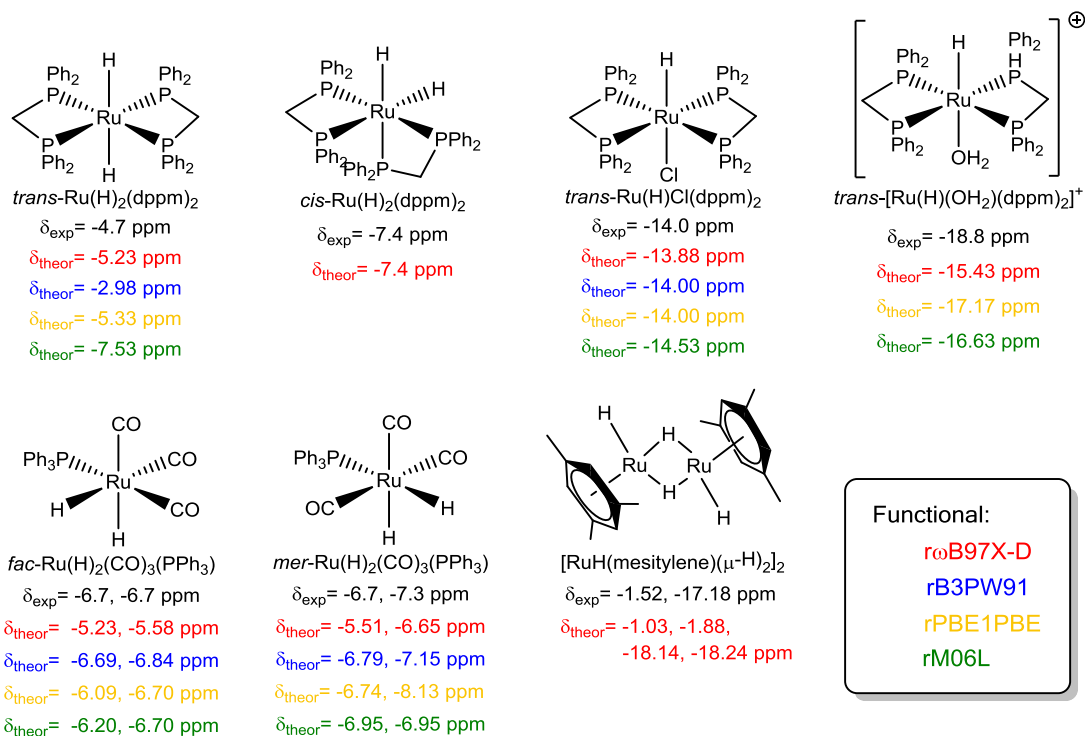 H
Ph2
Ph2
P
P
Ru
P
P
Ph2
Ph2
H
trans-Ru(H)2(dppm)2
δexp= -4.7 ppm
δtheor= -5.23 ppm
δtheor= -2.98 ppm
δtheor= -5.33 ppm
δtheor= -7.53 ppm
H
H
Ph2
P
Ru
P
Ph2
PPh2
Ph2P
cis-Ru(H)2(dppm)2
δexp= -7.4 ppm
δtheor= -7.4 ppm
H
Ph2
Ph2
P
P
Ru
P
P
Ph2
Ph2
Cl
trans-Ru(H)Cl(dppm)2
δexp= -14.0 ppm
δtheor= -13.88 ppm
δtheor= -14.00 ppm
δtheor= -14.00 ppm
δtheor= -14.53 ppm
⊕
H
Ph2
Ph2
P
PH
Ru
P
P
Ph2
Ph2
OH2
trans-[Ru(H)(OH2)(dppm)2]+
δexp= -18.8 ppm
δtheor= -15.43 ppm
δtheor= -17.17 ppm
δtheor= -16.63 ppm
CO
Ph3P
CO
Ru
H
CO
H
fac-Ru(H)2(CO)3(PPh3)
δexp= -6.7, -6.7 ppm
δtheor= -5.23, -5.58 ppm
δtheor= -6.69, -6.84 ppm
δtheor= -6.09, -6.70 ppm
δtheor= -6.20, -6.70 ppm
CO
Ph3P
CO
Ru
OC
H
H
mer-Ru(H)2(CO)3(PPh3)
δexp= -6.7, -7.3 ppm
δtheor= -5.51, -6.65 ppm
δtheor= -6.79, -7.15 ppm
δtheor= -6.74, -8.13 ppm
δtheor= -6.95, -6.95 ppm
H
H
Ru
Ru
H
H
[RuH(mesitylene)(μ-H)2]2
δexp= -1.52, -17.18 ppm
δtheor= -1.03, -1.88,
-18.14, -18.24 ppm
Functional:
rωB97X-D
rB3PW91
rPBE1PBE
rM06L